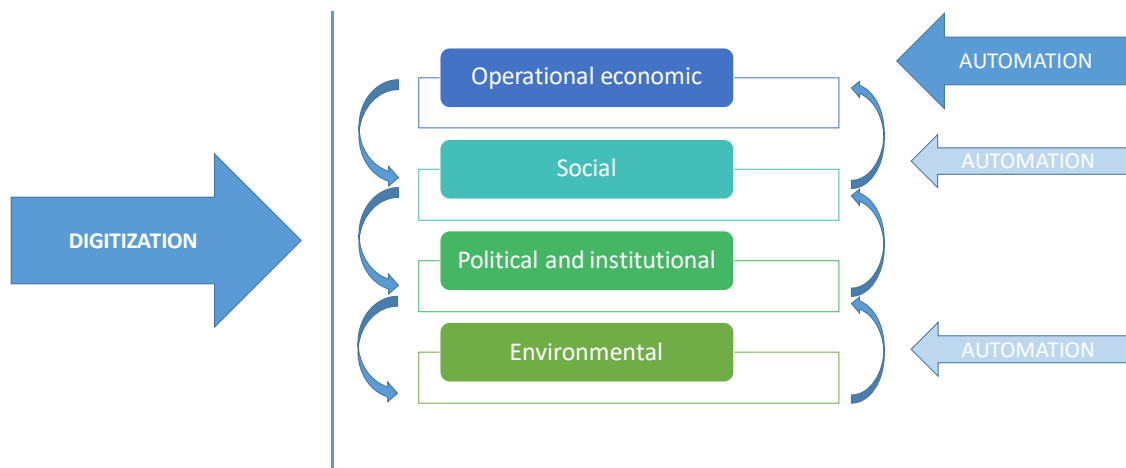 Operational economic
AUTOMATION
Social
AUTOMATION
DIGITIZATION
Political and institutional
Environmental
AUTOMATION